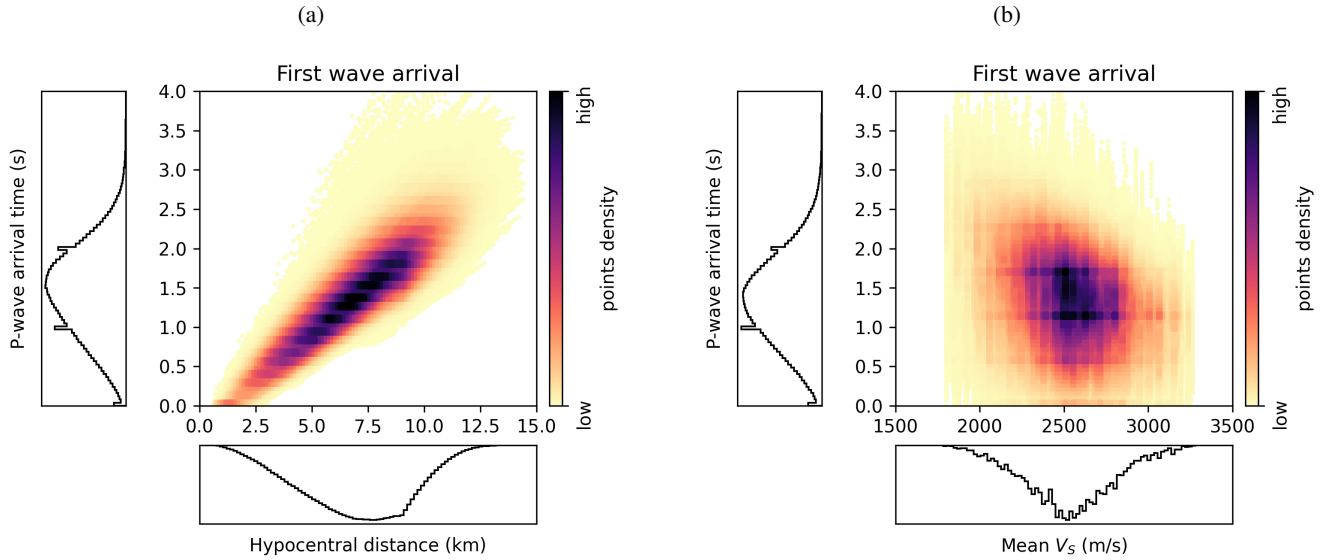 (a)
(b)
First wave arrival
First wave arrival
P-wave arrival time (s)
4.0
3.5
3.0
2.5
2.0
1.5
1.0
0.5
0.0
0.0 2.5 5.0 7.5 10.0 12.5 15.0
Hypocentral distance (km)
high
points density
low
P-wave arrival time (s)
4.0
3.5
3.0
2.5
2.0
1.5
1.0
0.5
0.0
1500 2000 2500 3000 3500
Mean V_S (m/s)
high
points density
low